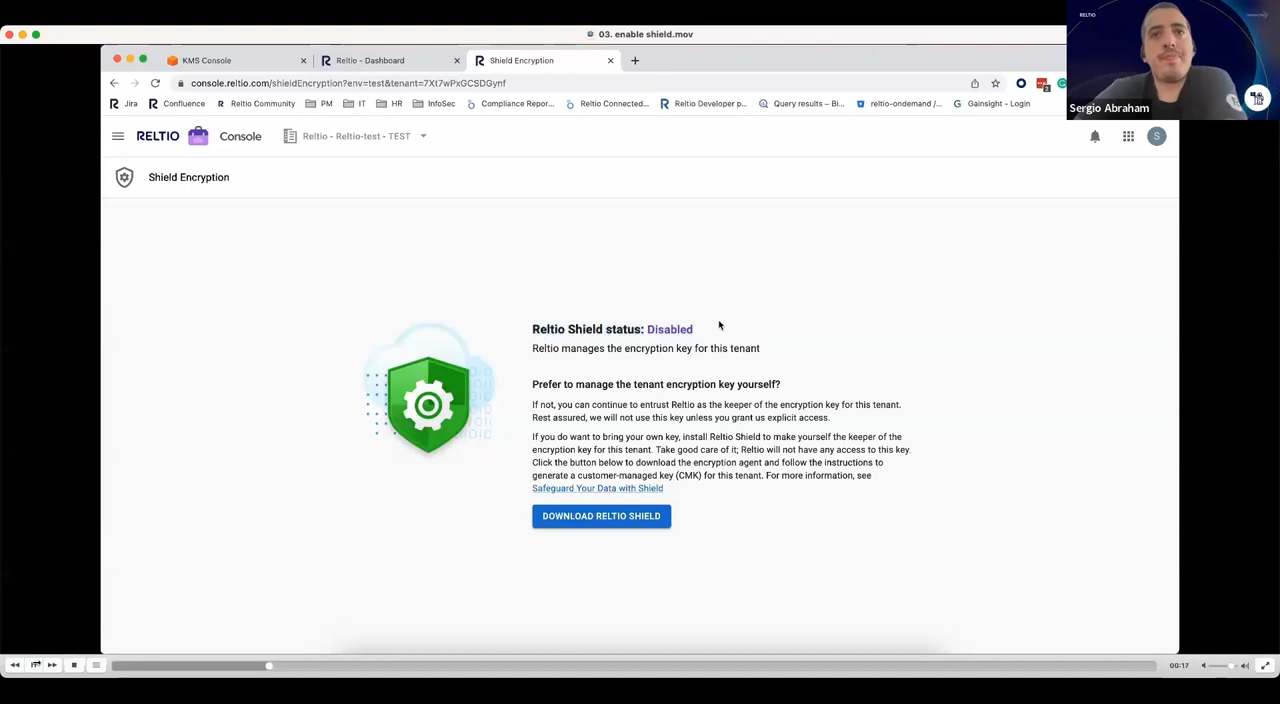 03. enable shield.mov
RELTIO
Sergio Abraham
KMS Console
Reltio - Dashboard
Shield Encryption
console.reltio.com/shieldEncryption?env=test&tenant=7Xt7wPxGCSDGynf
Jira
Confluence
Reltio Community
PM
IT
HR
InfoSec
Compliance Repor...
Reltio Connected...
Reltio Developer p...
Query results – Bi...
reltio-ondemand /...
Gainsight - Login
RELTIO
Console
Reltio - Reltio-test - TEST
S
Shield Encryption
Reltio Shield status: Disabled
Reltio manages the encryption key for this tenant
Prefer to manage the tenant encryption key yourself?
If not, you can continue to entrust Reltio as the keeper of the encryption key for this tenant.
Rest assured, we will not use this key unless you grant us explicit access.
If you do want to bring your own key, install Reltio Shield to make yourself the keeper of the
encryption key for this tenant. Take good care of it; Reltio will not have any access to this key.
Click the button below to download the encryption agent and follow the instructions to
generate a customer-managed key (CMK) for this tenant. For more information, see
Safeguard Your Data with Shield
DOWNLOAD RELTIO SHIELD
00:17